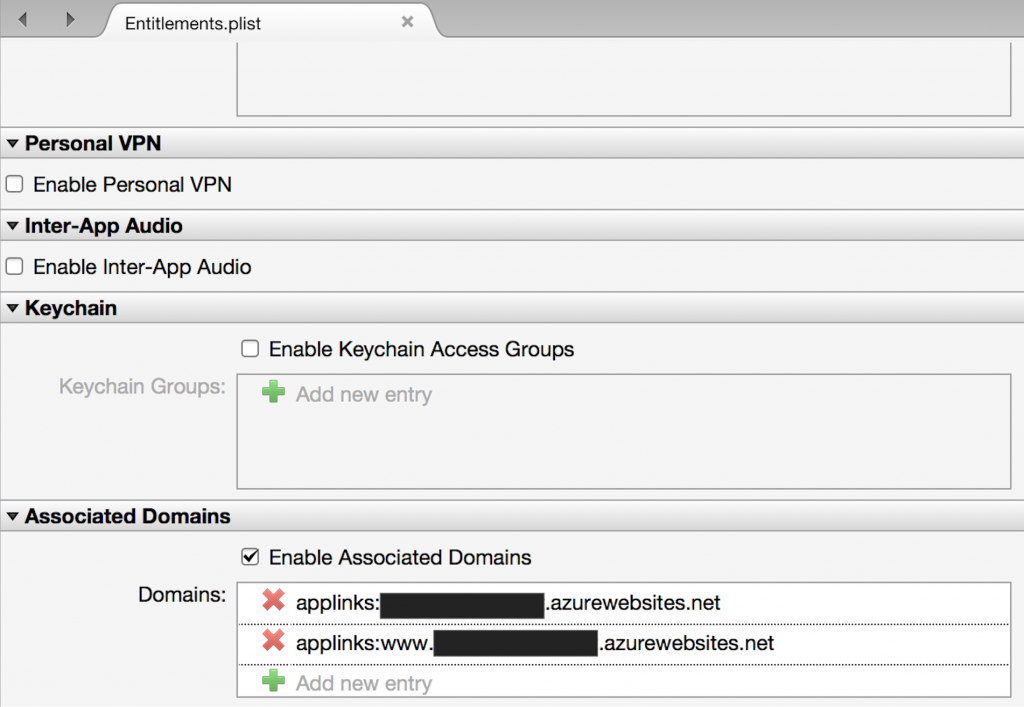 Entitlements.plist
Personal VPN
Enable Personal VPN
Inter-App Audio
Enable Inter-App Audio
Keychain
Enable Keychain Access Groups
Keychain Groups:
Add new entry
Associated Domains
Enable Associated Domains
Domains:
applinks: .azurewebsites.net
applinks:www. .azurewebsites.net
Add new entry